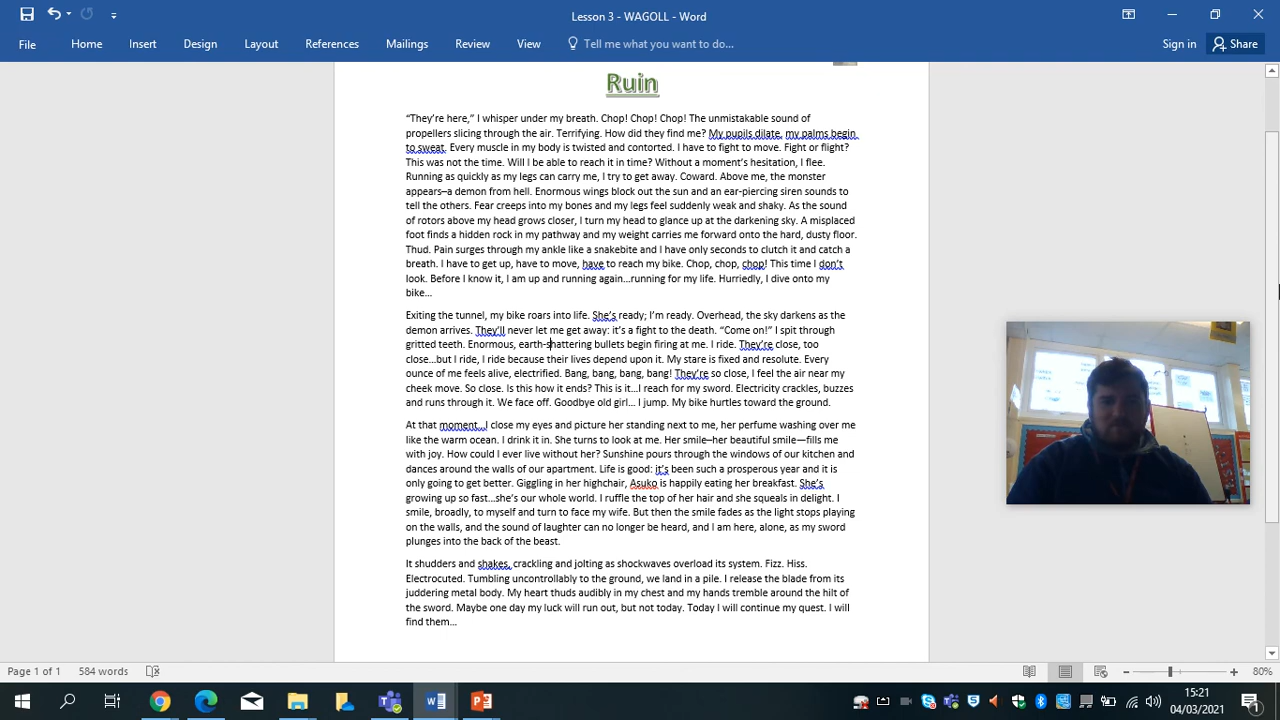 Lesson 3 - WAGOLL - Word
File Home Insert Design Layout References Mailings Review View Tell me what you want to do... Sign in Share
Ruin
“They’re here,” I whisper under my breath. Chop! Chop! Chop! The unmistakable sound of
propellers slicing through the air. Terrifying. How did they find me? My pupils dilate, my palms begin
to sweat. Every muscle in my body is twisted and contorted. I have to fight to move. Fight or flight?
This was not the time. Will I be able to reach it in time? Without a moment’s hesitation, I flee.
Running as quickly as my legs can carry me, I try to get away. Coward. Above me, the monster
appears–a demon from hell. Enormous wings block out the sun and an ear-piercing siren sounds to
tell the others. Fear creeps into my bones and my legs feel suddenly weak and shaky. As the sound
of rotors above my head grows closer, I turn my head to glance up at the darkening sky. A misplaced
foot finds a hidden rock in my pathway and my weight carries me forward onto the hard, dusty floor.
Thud. Pain surges through my ankle like a snakebite and I have only seconds to clutch it and catch a
breath. I have to get up, have to move, have to reach my bike. Chop, chop, chop! This time I don’t
look. Before I know it, I am up and running again…running for my life. Hurriedly, I dive onto my
bike…
Exiting the tunnel, my bike roars into life. She’s ready; I’m ready. Overhead, the sky darkens as the
demon arrives. They’ll never let me get away: it’s a fight to the death. “Come on!” I spit through
gritted teeth. Enormous, earth-shattering bullets begin firing at me. I ride. They’re close, too
close…but I ride, I ride because their lives depend upon it. My stare is fixed and resolute. Every
ounce of me feels alive, electrified. Bang, bang, bang, bang! They’re so close, I feel the air near my
cheek move. So close. Is this how it ends? This is it…I reach for my sword. Electricity crackles, buzzes
and runs through it. We face off. Goodbye old girl… I jump. My bike hurtles toward the ground.
At that moment…I close my eyes and picture her standing next to me, her perfume washing over me
like the warm ocean. I drink it in. She turns to look at me. Her smile–her beautiful smile—fills me
with joy. How could I ever live without her? Sunshine pours through the windows of our kitchen and
dances around the walls of our apartment. Life is good: it’s been such a prosperous year and it is
only going to get better. Giggling in her highchair, Asuko is happily eating her breakfast. She’s
growing up so fast…she’s our whole world. I ruffle the top of her hair and she squeals in delight. I
smile, broadly, to myself and turn to face my wife. But then the smile fades as the light stops playing
on the walls, and the sound of laughter can no longer be heard, and I am here, alone, as my sword
plunges into the back of the beast.
It shudders and shakes, crackling and jolting as shockwaves overload its system. Fizz. Hiss.
Electrocuted. Tumbling uncontrollably to the ground, we land in a pile. I release the blade from its
juddering metal body. My heart thuds audibly in my chest and my hands tremble around the hilt of
the sword. Maybe one day my luck will run out, but not today. Today I will continue my quest. I will
find them…
Page 1 of 1 584 words 80%
15:21
04/03/2021